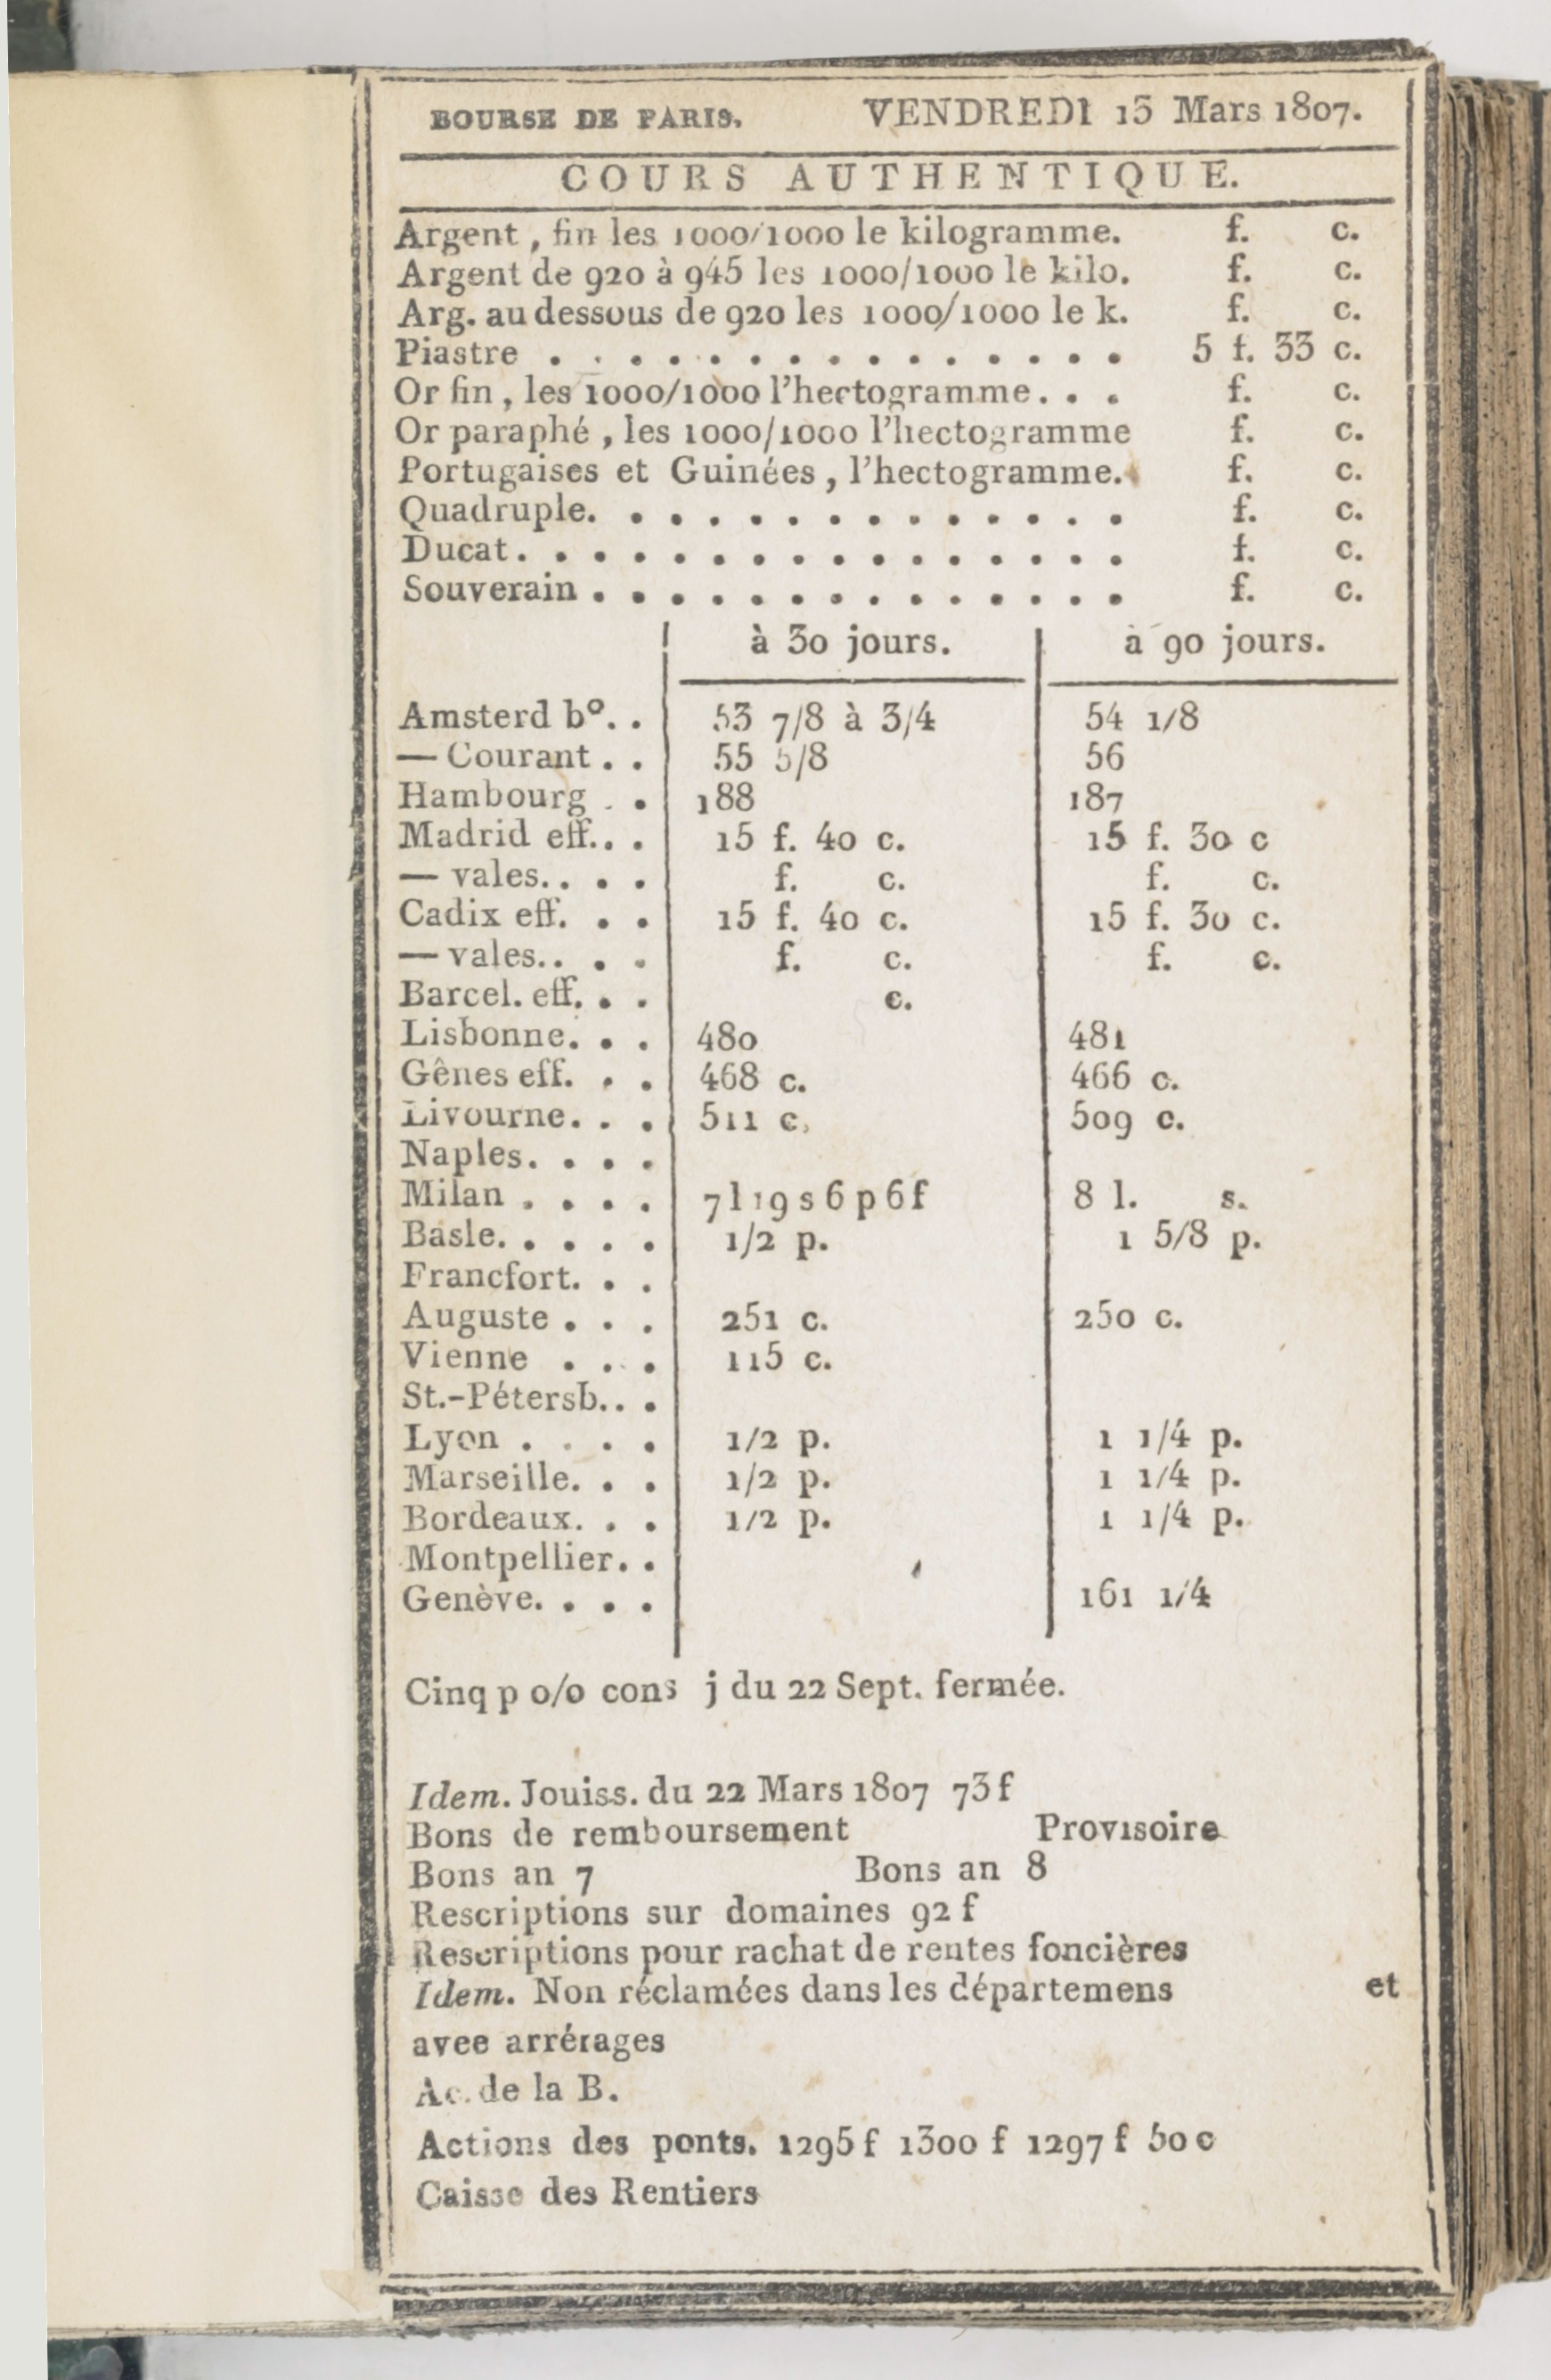 BOURSE DE PARIS. VENDREDI 13 Mars 1807.
COURS AUTHENTIQUE.
Argent, fin les 1000/1000 le kilogramme. f. c.
Argent de 920 à 945 les 1000/1000 le kilo. f. c.
Arg. au dessous de 920 les 1000/1000 le k. f. c.
Piastre . . . . . . . . . . . . . . . 5 f. 33 c.
Or fin, les 1000/1000 l'hectogramme. . . f. c.
Or paraphé, les 1000/1000 l'hectogramme f. c.
Portugaises et Guinées, l'hectogramme. f. c.
Quadruple. . . . . . . . . . . . . . f. c.
Ducat. . . . . . . . . . . . . . . . f. c.
Souverain . . . . . . . . . . . . . . f. c.
à 30 jours. à 90 jours.
Amsterd b°. . 53 7/8 à 3/4 54 1/8
— Courant . . 55 5/8 56
Hambourg . . 188 187
Madrid eff.. . 15 f. 40 c. 15 f. 30 c
— vales. . . . f. c. f. c.
Cadix eff. . . 15 f. 40 c. 15 f. 30 c.
— vales. . . . f. c. f. c.
Barcel. eff. . . c.
Lisbonne. . . 480 481
Gênes eff. . . 468 c. 466 c.
Livourne. . . 511 c. 509 c.
Naples. . . .
Milan . . . . 7 l 19 s 6 p 6 f 8 l. s.
Basle. . . . . 1/2 p. 1 5/8 p.
Francfort. . .
Auguste . . . 251 c. 250 c.
Vienne . . . 115 c.
St.-Pétersb.. .
Lyon . . . . 1/2 p. 1 1/4 p.
Marseille. . . 1/2 p. 1 1/4 p.
Bordeaux. . . 1/2 p. 1 1/4 p.
Montpellier. .
Genève. . . . 161 1/4
Cinq p o/o cons j du 22 Sept. fermée.
Idem. Jouiss. du 22 Mars 1807 73 f
Bons de remboursement Provisoire
Bons an 7 Bons an 8
Rescriptions sur domaines 92 f
Rescriptions pour rachat de rentes foncières
Idem. Non réclamées dans les départemens et
avec arrérages
Ac. de la B.
Actions des ponts. 1295 f 1300 f 1297 f 50 c
Caisse des Rentiers